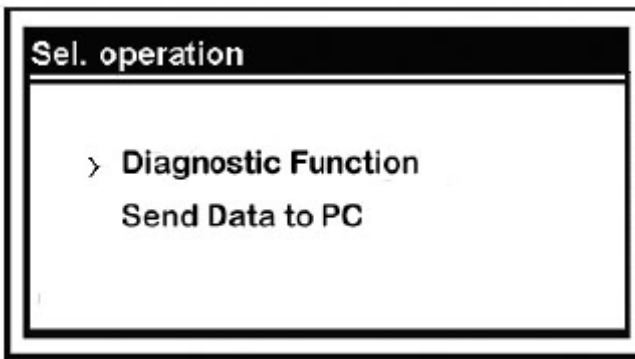 Sel. operation
> Diagnostic Function
Send Data to PC